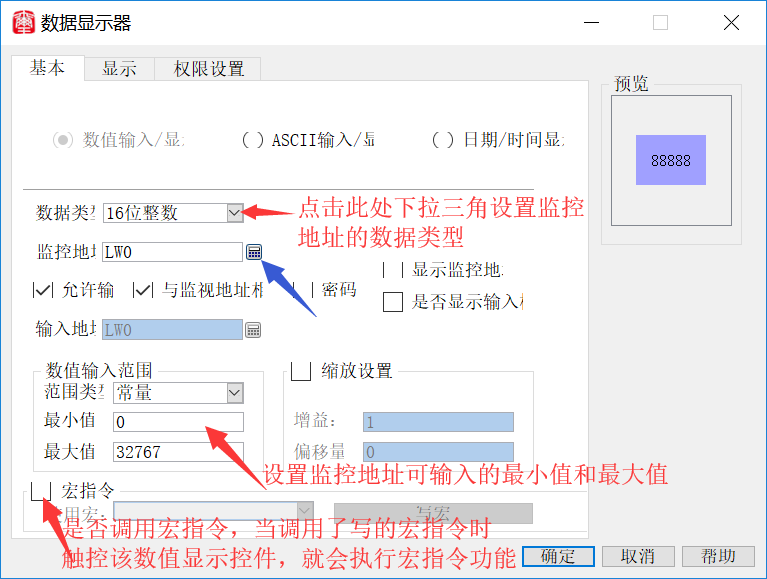 数据显示器
基本 显示 权限设置
预览
88888
数值输入/显
ASCII输入/显
日期/时间显
数据类型 16位整数
点击此处下拉三角设置监控
地址的数据类型
监控地址 LW0
显示监控地
允许输 与监视地址相 密码
是否显示输入
输入地址 LW0
数值输入范围
缩放设置
范围类型 常量
最小值 0
增益: 1
最大值 32767
偏移量 0
设置监控地址可输入的最小值和最大值
宏指令
用宏: 写宏
是否调用宏指令，当调用了写的宏指令时
触控该数值显示控件，就会执行宏指令功能
确定 取消 帮助